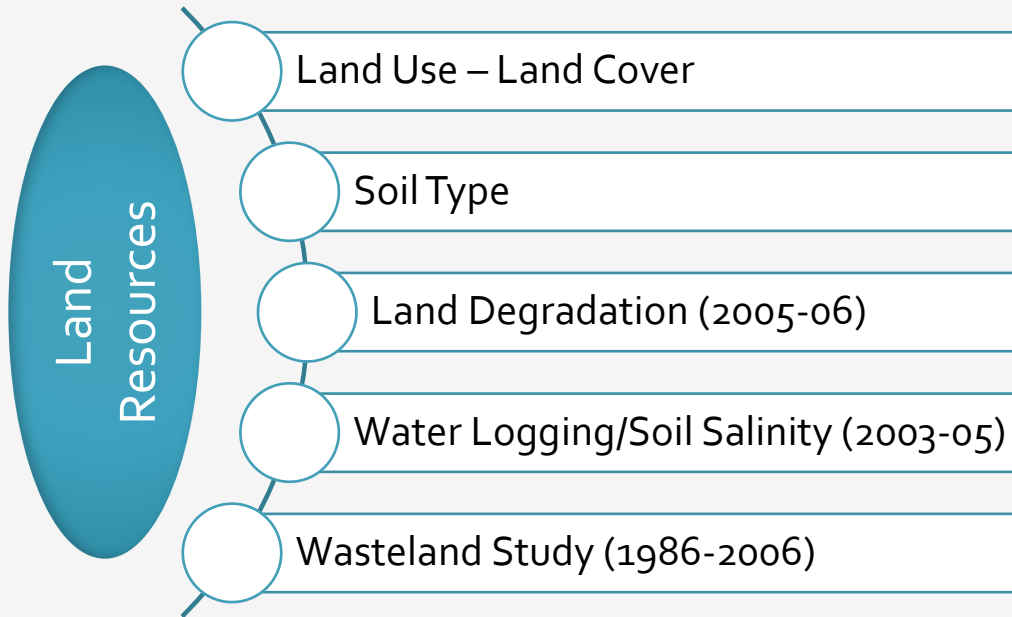 Land
Resources
Land Use – Land Cover
Soil Type
Land Degradation (2005-06)
Water Logging/Soil Salinity (2003-05)
Wasteland Study (1986-2006)